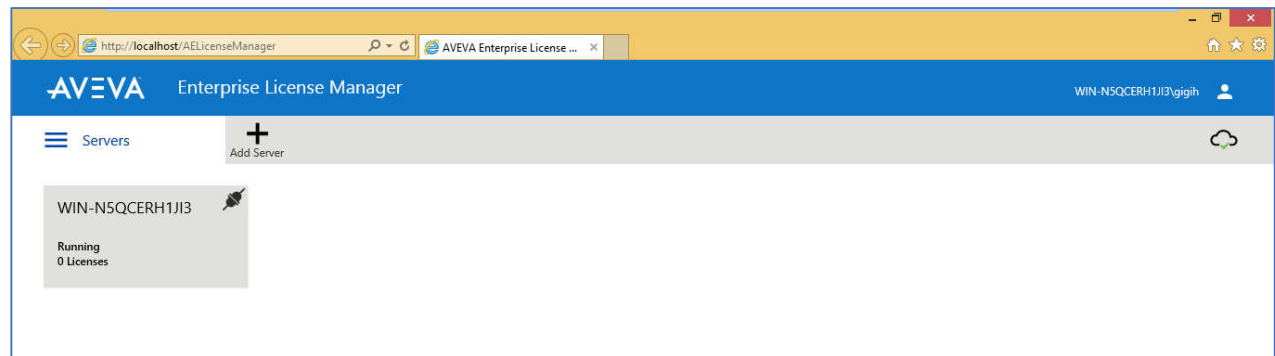 http://localhost/AELicenseManager
AVEVA Enterprise License ...
AVEVA Enterprise License Manager
WIN-N5QCERH1JI3\gigih
Servers
Add Server
WIN-N5QCERH1JI3
Running
0 Licenses